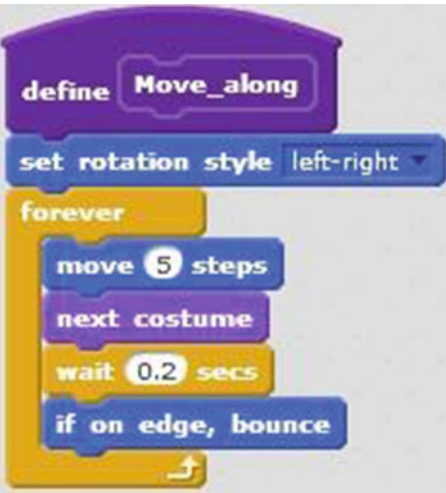 define Move_along
set rotation style left-right
forever
move 5 steps
next costume
wait 0.2 secs
if on edge, bounce